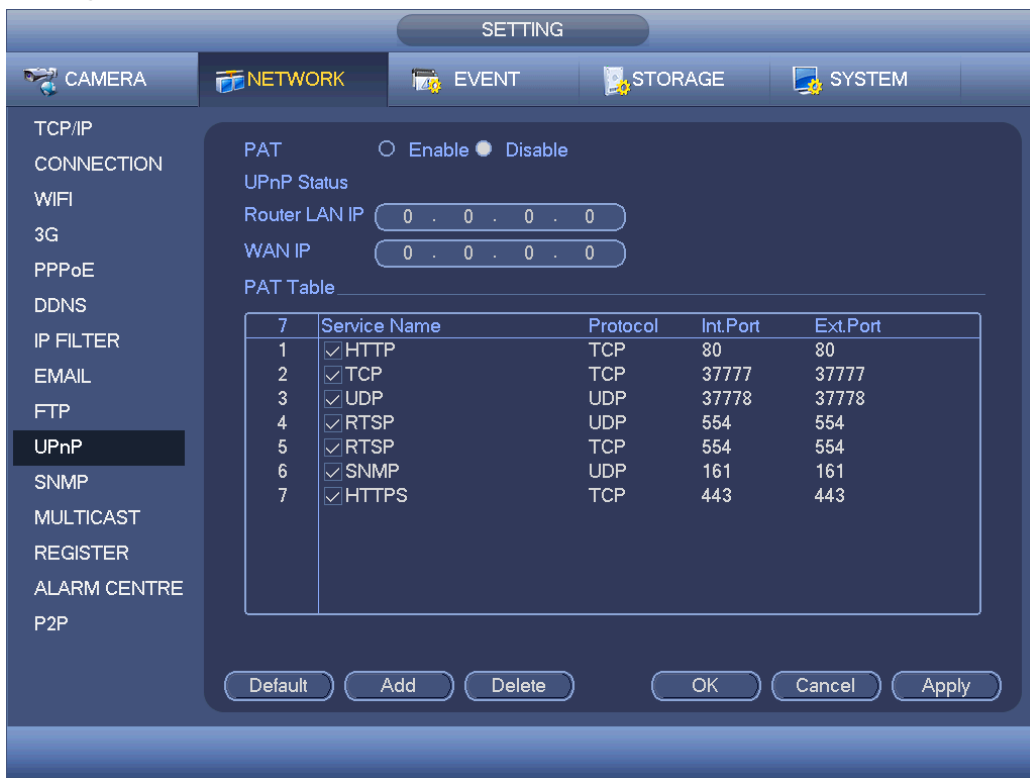 SETTING
CAMERA NETWORK EVENT STORAGE SYSTEM
TCP/IP
CONNECTION
WIFI
3G
PPPoE
DDNS
IP FILTER
EMAIL
FTP
UPnP
SNMP
MULTICAST
REGISTER
ALARM CENTRE
P2P
PAT Enable Disable
UPnP Status
Router LAN IP 0 . 0 . 0 . 0
WAN IP 0 . 0 . 0 . 0
PAT Table
7 Service Name Protocol Int.Port Ext.Port
1 HTTP TCP 80 80
2 TCP TCP 37777 37777
3 UDP UDP 37778 37778
4 RTSP UDP 554 554
5 RTSP TCP 554 554
6 SNMP UDP 161 161
7 HTTPS TCP 443 443
Default Add Delete OK Cancel Apply